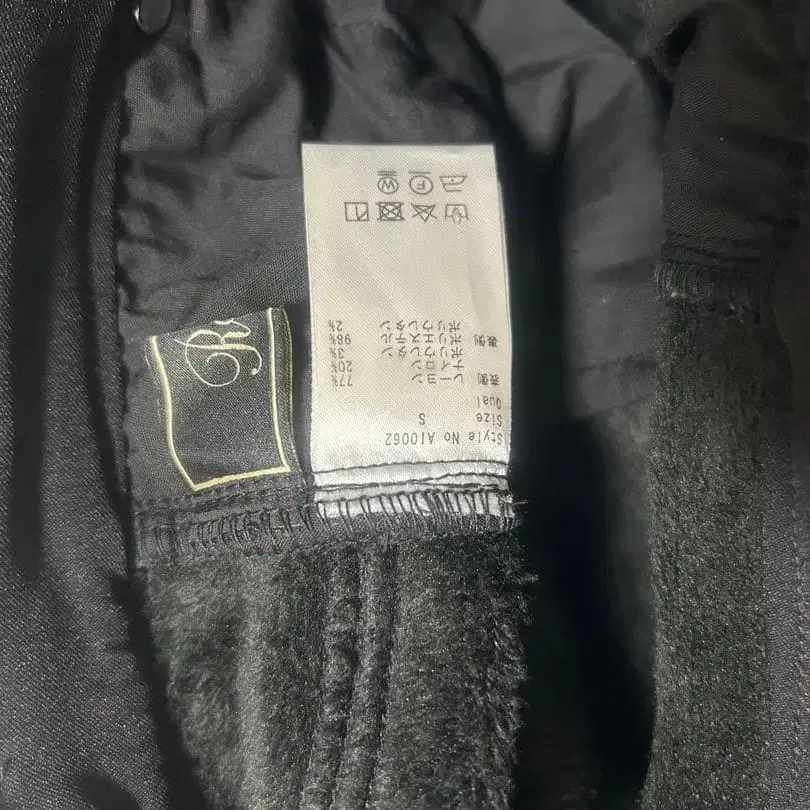 Style No AI0062
Size S
Qual
表側 レーヨン 77%
ナイロン 20%
ポリウレタン 3%
裏側 ポリエステル 98%
ポリウレタン 2%
F W